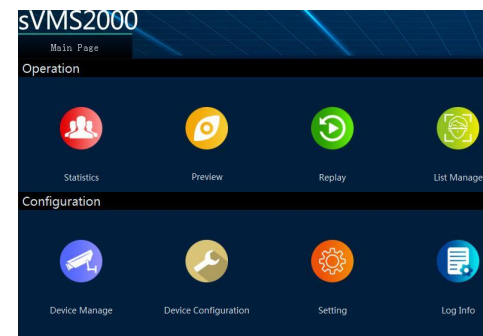 sVMS2000
Main Page
Operation
Statistics
Preview
Replay
List Manage
Configuration
Device Manage
Device Configuration
Setting
Log Info